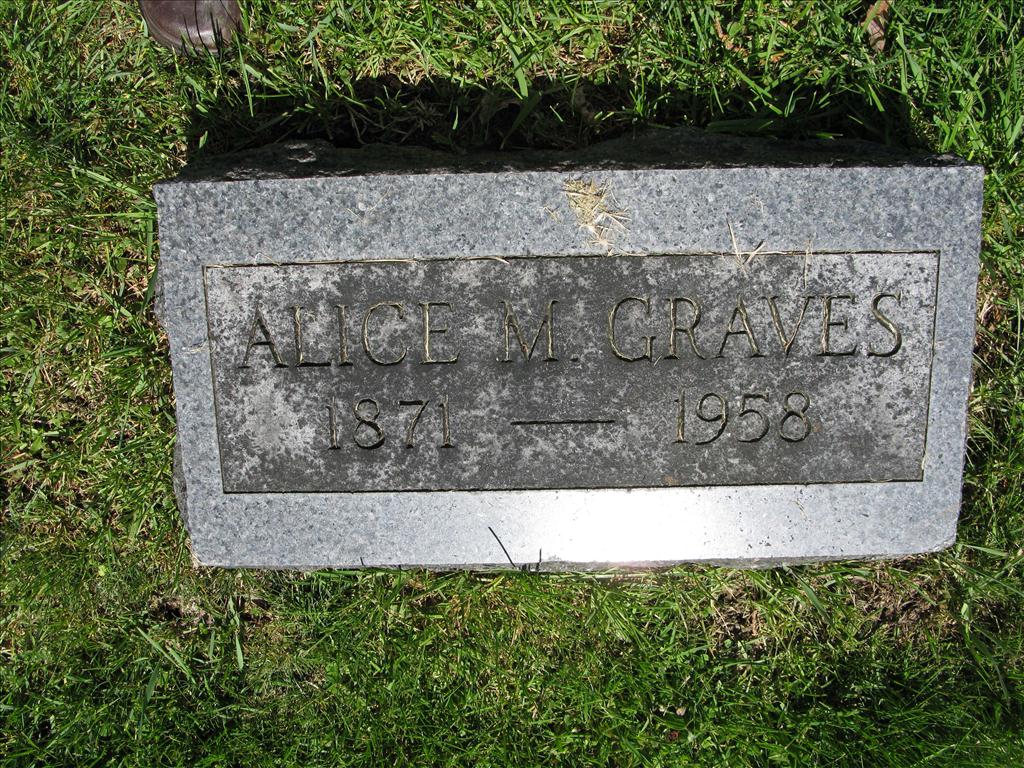 ALICE M. GRAVES
1871 — 1958